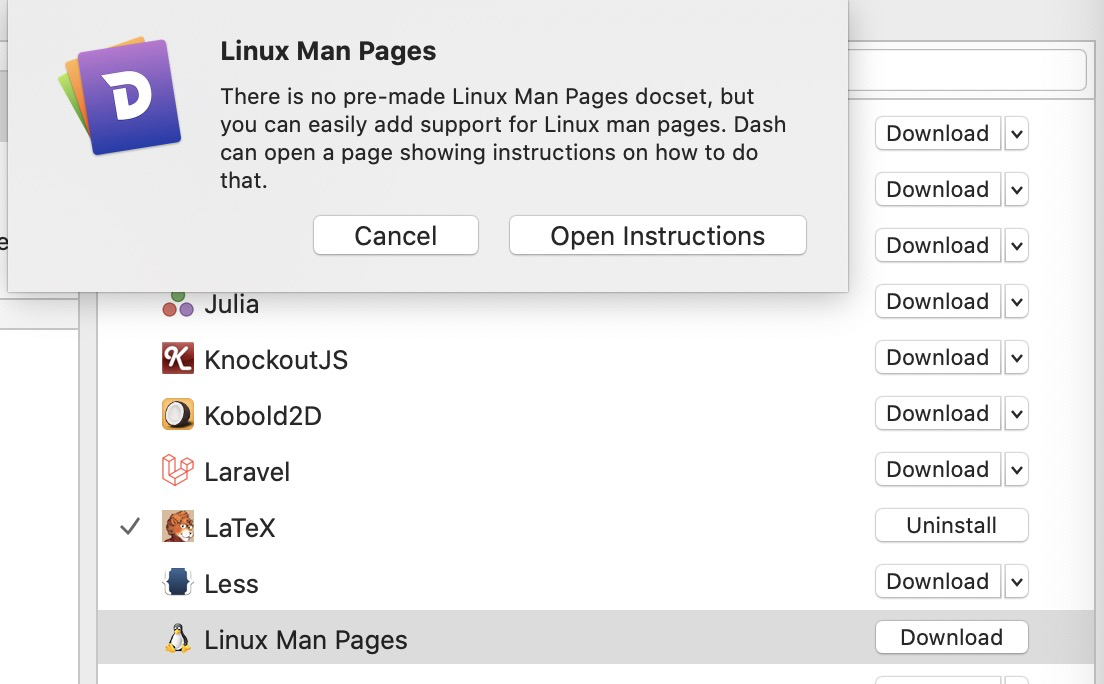 Linux Man Pages
There is no pre-made Linux Man Pages docset, but
you can easily add support for Linux man pages. Dash
can open a page showing instructions on how to do
that.
Cancel
Open Instructions
Download
Download
Download
e
Julia
Download
KnockoutJS
Download
Kobold2D
Download
Laravel
Download
LaTeX
Uninstall
Less
Download
Linux Man Pages
Download